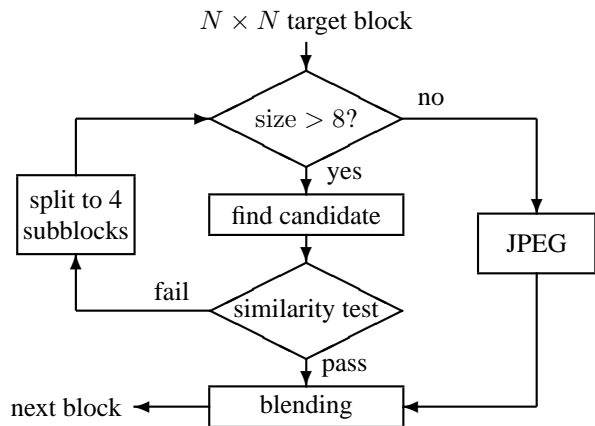 N × N target block
size > 8?
no
yes
split to 4
subblocks
find candidate
JPEG
fail
similarity test
pass
next block
blending